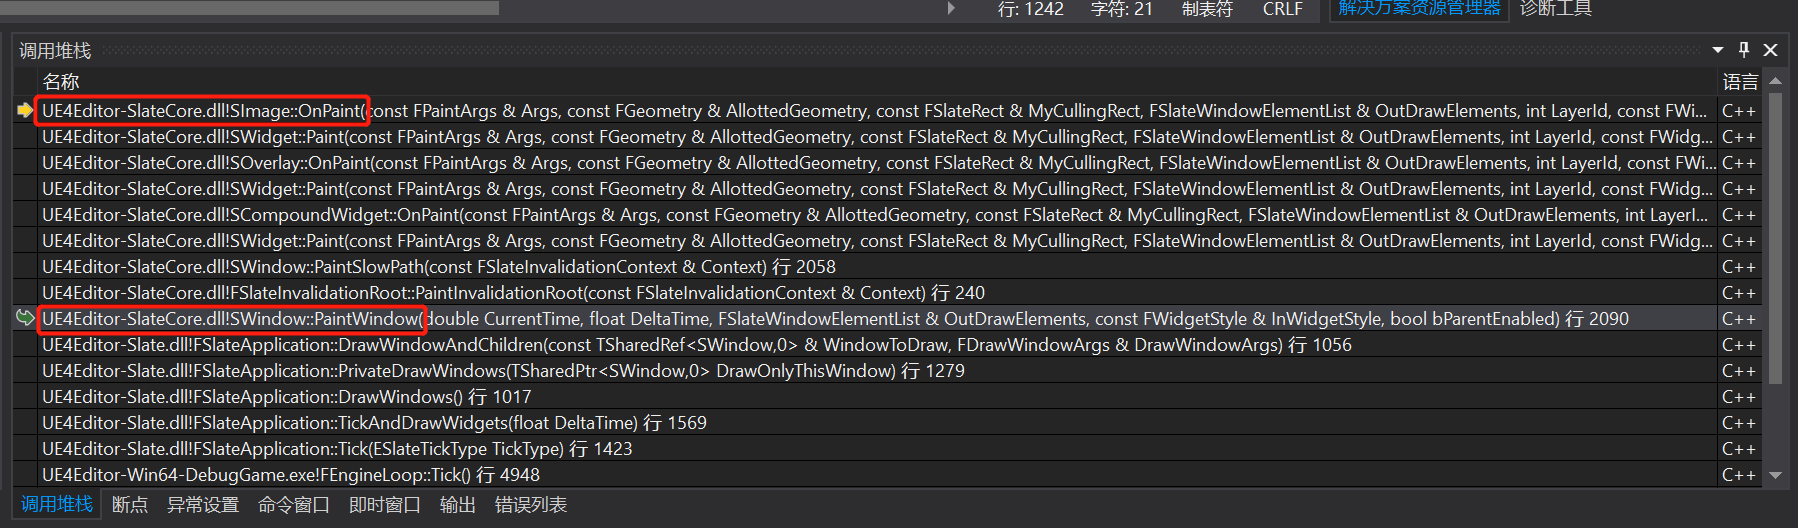 行: 1242 字符: 21 制表符 CRLF 解决方案资源管理器 诊断工具
调用堆栈
名称 语言
UE4Editor-SlateCore.dll!SImage::OnPaint(const FPaintArgs & Args, const FGeometry & AllottedGeometry, const FSlateRect & MyCullingRect, FSlateWindowElementList & OutDrawElements, int LayerId, const FWi... C++
UE4Editor-SlateCore.dll!SWidget::Paint(const FPaintArgs & Args, const FGeometry & AllottedGeometry, const FSlateRect & MyCullingRect, FSlateWindowElementList & OutDrawElements, int LayerId, const FWidg... C++
UE4Editor-SlateCore.dll!SOverlay::OnPaint(const FPaintArgs & Args, const FGeometry & AllottedGeometry, const FSlateRect & MyCullingRect, FSlateWindowElementList & OutDrawElements, int LayerId, const FWi... C++
UE4Editor-SlateCore.dll!SWidget::Paint(const FPaintArgs & Args, const FGeometry & AllottedGeometry, const FSlateRect & MyCullingRect, FSlateWindowElementList & OutDrawElements, int LayerId, const FWidg... C++
UE4Editor-SlateCore.dll!SCompoundWidget::OnPaint(const FPaintArgs & Args, const FGeometry & AllottedGeometry, const FSlateRect & MyCullingRect, FSlateWindowElementList & OutDrawElements, int LayerI... C++
UE4Editor-SlateCore.dll!SWidget::Paint(const FPaintArgs & Args, const FGeometry & AllottedGeometry, const FSlateRect & MyCullingRect, FSlateWindowElementList & OutDrawElements, int LayerId, const FWidg... C++
UE4Editor-SlateCore.dll!SWindow::PaintSlowPath(const FSlateInvalidationContext & Context) 行 2058 C++
UE4Editor-SlateCore.dll!FSlateInvalidationRoot::PaintInvalidationRoot(const FSlateInvalidationContext & Context) 行 240 C++
UE4Editor-SlateCore.dll!SWindow::PaintWindow(double CurrentTime, float DeltaTime, FSlateWindowElementList & OutDrawElements, const FWidgetStyle & InWidgetStyle, bool bParentEnabled) 行 2090 C++
UE4Editor-Slate.dll!FSlateApplication::DrawWindowAndChildren(const TSharedRef<SWindow,0> & WindowToDraw, FDrawWindowArgs & DrawWindowArgs) 行 1056 C++
UE4Editor-Slate.dll!FSlateApplication::PrivateDrawWindows(TSharedPtr<SWindow,0> DrawOnlyThisWindow) 行 1279 C++
UE4Editor-Slate.dll!FSlateApplication::DrawWindows() 行 1017 C++
UE4Editor-Slate.dll!FSlateApplication::TickAndDrawWidgets(float DeltaTime) 行 1569 C++
UE4Editor-Slate.dll!FSlateApplication::Tick(ESlateTickType TickType) 行 1423 C++
UE4Editor-Win64-DebugGame.exe!FEngineLoop::Tick() 行 4948 C++
调用堆栈 断点 异常设置 命令窗口 即时窗口 输出 错误列表